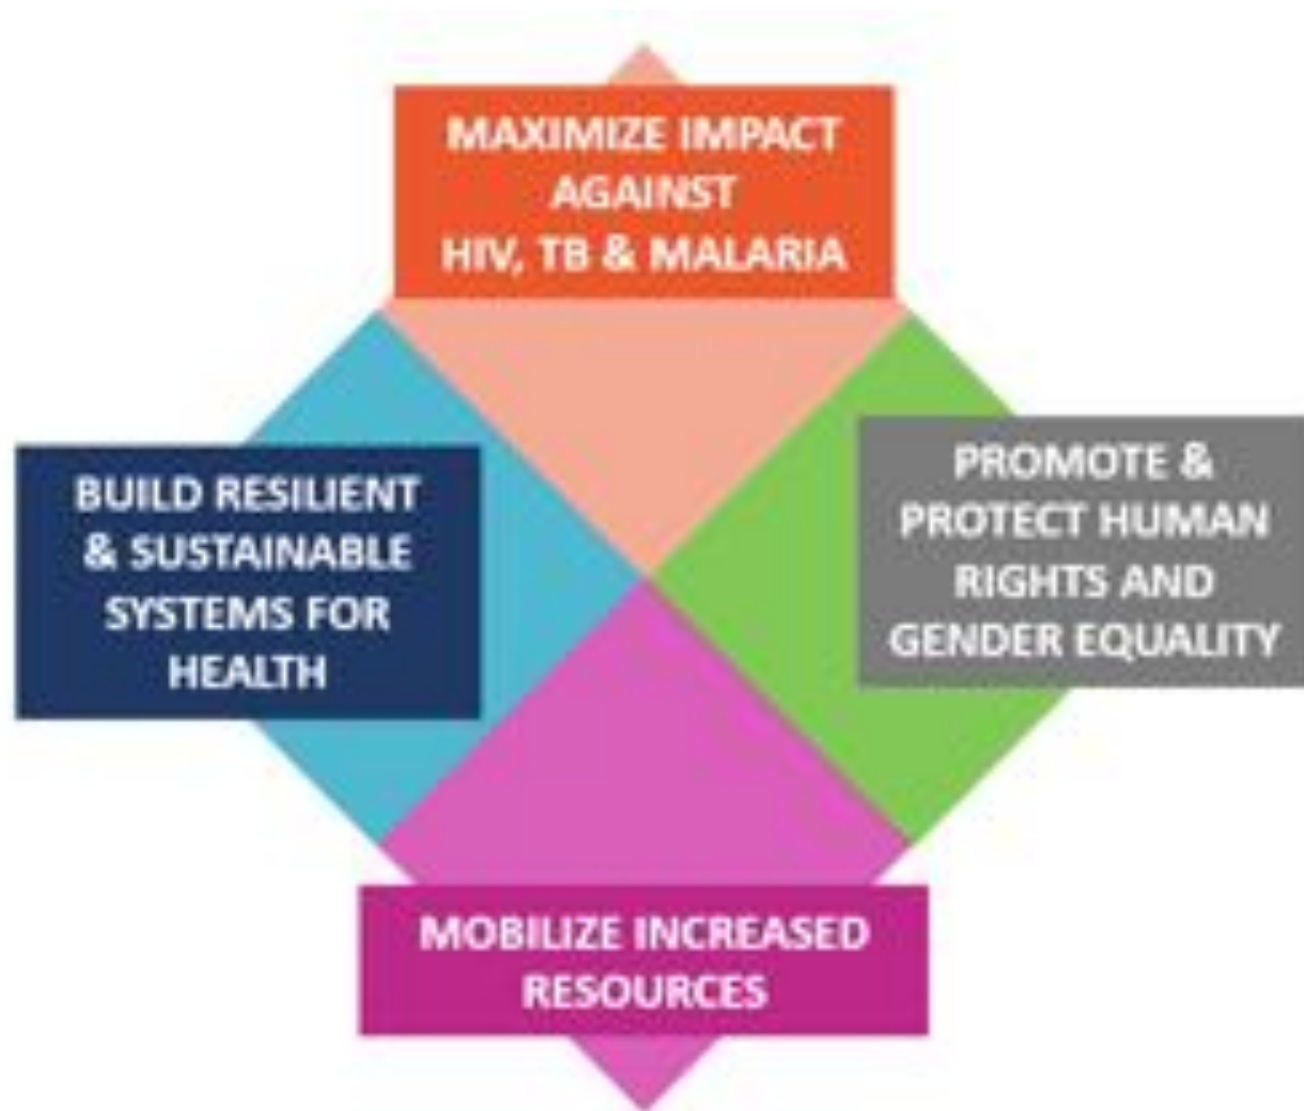 MAXIMIZE IMPACT
AGAINST
HIV, TB & MALARIA
BUILD RESILIENT
& SUSTAINABLE
SYSTEMS FOR
HEALTH
PROMOTE &
PROTECT HUMAN
RIGHTS AND
GENDER EQUALITY
MOBILIZE INCREASED
RESOURCES